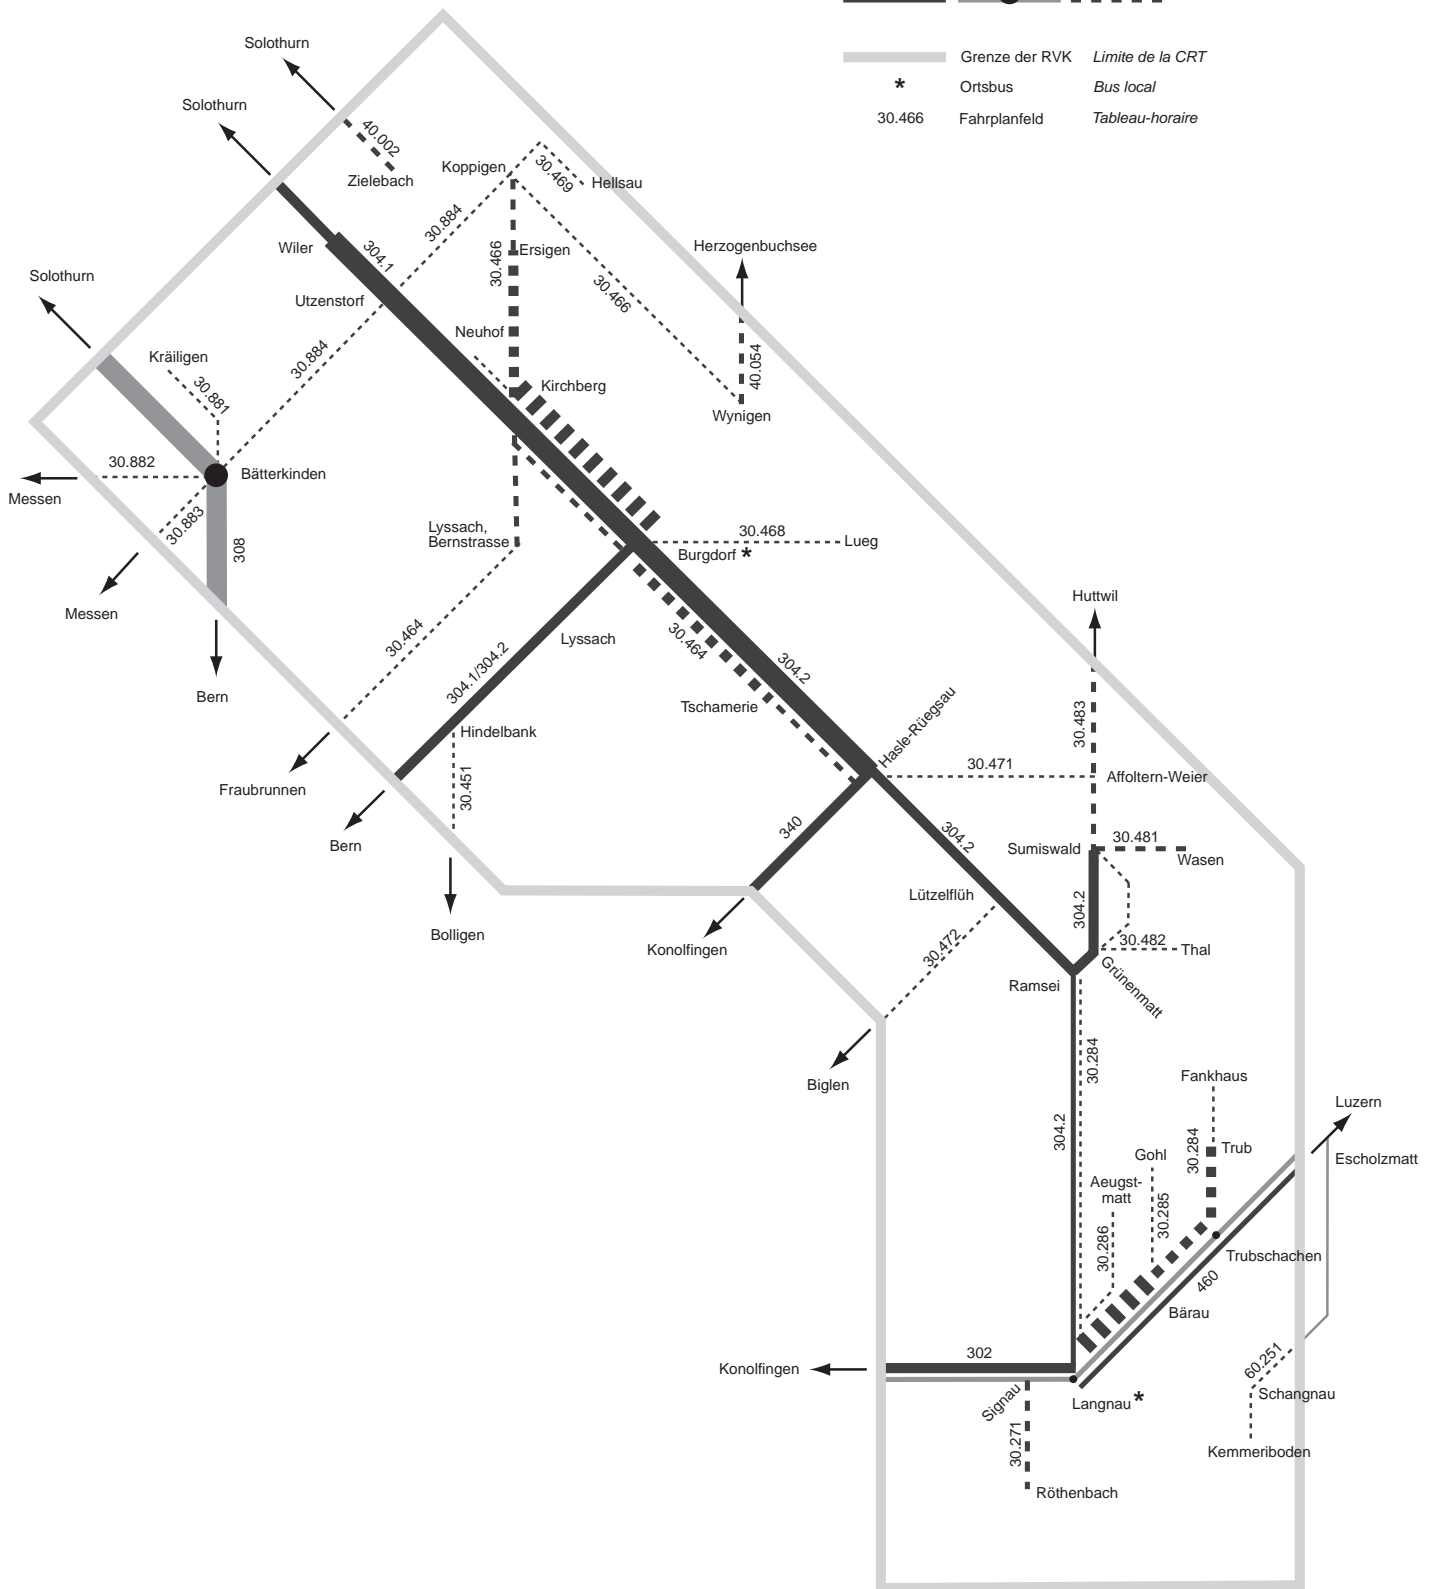 Grenze der RVK Limite de la CRT
* Ortsbus Bus local
30.466 Fahrplanfeld Tableau-horaire
Solothurn
Solothurn
40.002
Zielebach
Koppigen
30.469
Hellsau
30.884
Wiler
304.1
30.466
Ersigen
Herzogenbuchsee
Solothurn
Utzenstorf
30.466
Neuhof
Kräiligen
30.884
40.054
30.881
Kirchberg
Wynigen
30.882
Bätterkinden
Messen
30.883
308
Lyssach,
Bernstrasse
30.468
Lueg
Burgdorf *
Messen
Huttwil
30.464
Lyssach
30.464
304.2
Bern
304.1/304.2
Tschamerie
Hasle-Rüegsau
30.483
Hindelbank
30.471
Affoltern-Weier
Fraubrunnen
30.451
340
304.2
Bern
Sumiswald
30.481
Wasen
Lützelflüh
304.2
Bolligen
Konolfingen
30.472
30.482
Thal
Ramsei
Grünenmatt
30.284
Biglen
Fankhaus
Luzern
304.2
30.284
Trub
Gohl
Escholzmatt
Aeugst-
matt
30.285
30.286
Trubschachen
460
Bärau
302
Konolfingen
60.251
Signau
Langnau *
Schangnau
30.271
Kemmeriboden
Röthenbach